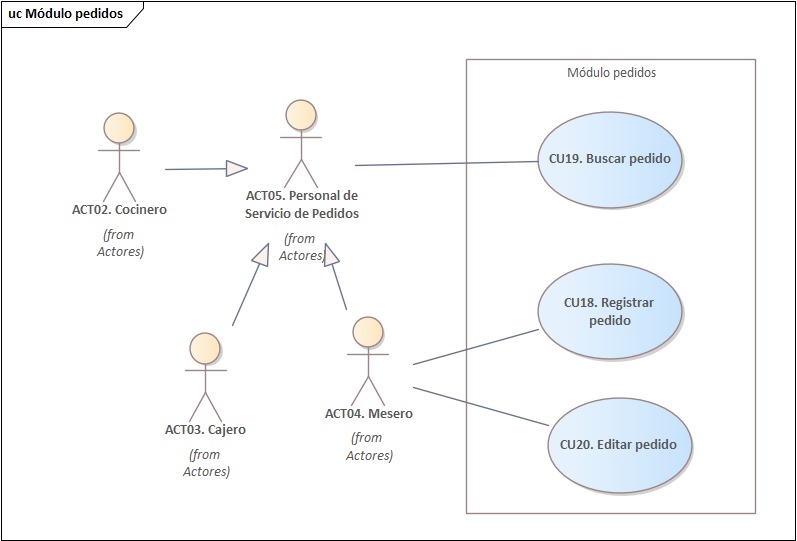 uc Módulo pedidos
Módulo pedidos
CU19. Buscar pedido
ACT02. Cocinero
(from
Actores)
ACT05. Personal de
Servicio de Pedidos
(from
Actores)
CU18. Registrar
pedido
ACT03. Cajero
(from
Actores)
ACT04. Mesero
(from
Actores)
CU20. Editar pedido